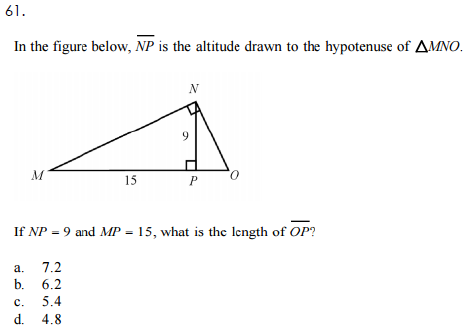 61.
In the figure below, NP is the altitude drawn to the hypotenuse of ΔMNO.
N
9
M
15
P
O
If NP = 9 and MP = 15, what is the length of OP?
a. 7.2
b. 6.2
c. 5.4
d. 4.8